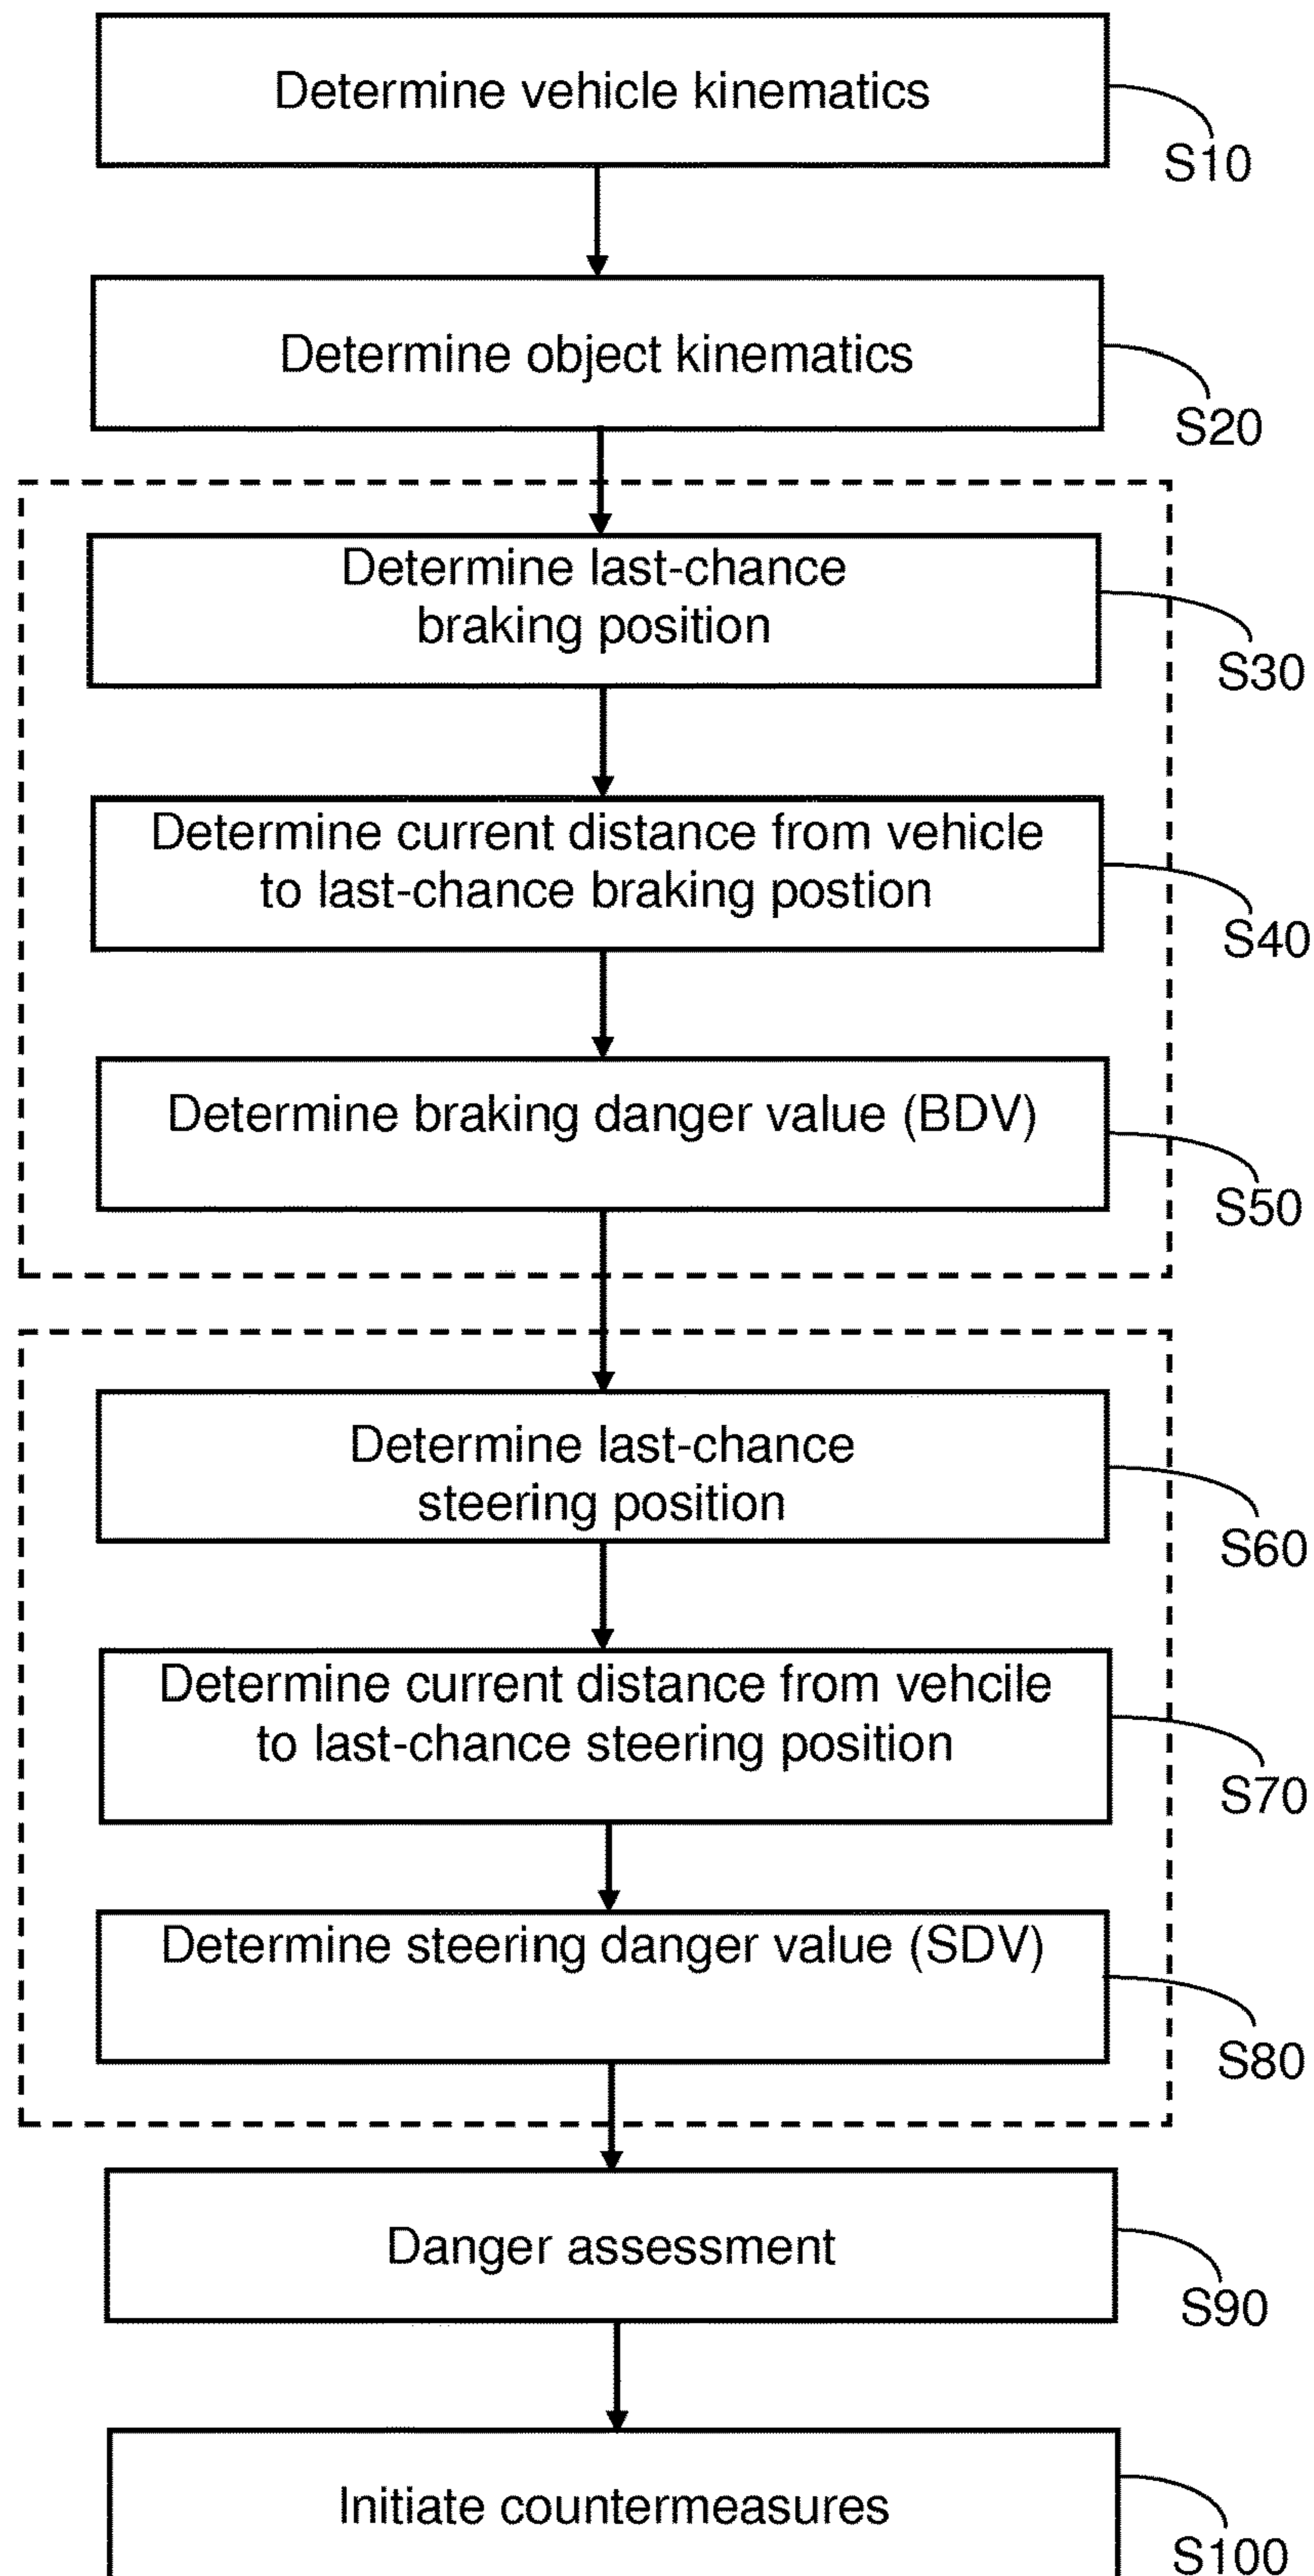 Determine vehicle kinematics
S10
Determine object kinematics
S20
Determine last-chance
braking position
S30
Determine current distance from vehicle
to last-chance braking postion
S40
Determine braking danger value (BDV)
S50
Determine last-chance
steering position
S60
Determine current distance from vehcile
to last-chance steering position
S70
Determine steering danger value (SDV)
S80
Danger assessment
S90
Initiate countermeasures
S100